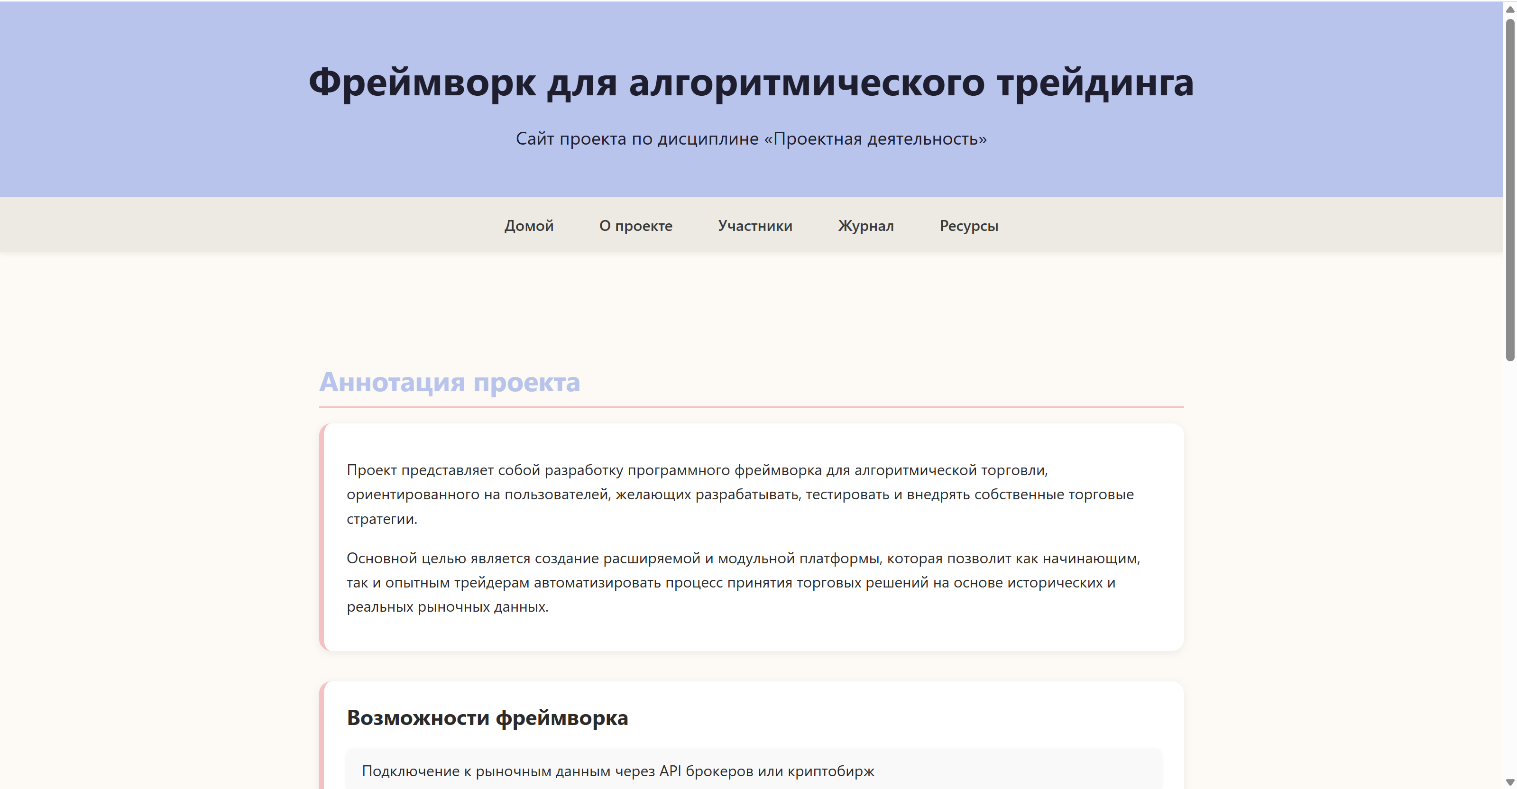 Фреймворк для алгоритмического трейдинга
Сайт проекта по дисциплине «Проектная деятельность»
Домой О проекте Участники Журнал Ресурсы
Аннотация проекта
Проект представляет собой разработку программного фреймворка для алгоритмической торговли,
ориентированного на пользователей, желающих разрабатывать, тестировать и внедрять собственные торговые
стратегии.
Основной целью является создание расширяемой и модульной платформы, которая позволит как начинающим,
так и опытным трейдерам автоматизировать процесс принятия торговых решений на основе исторических и
реальных рыночных данных.
Возможности фреймворка
Подключение к рыночным данным через API брокеров или криптобирж